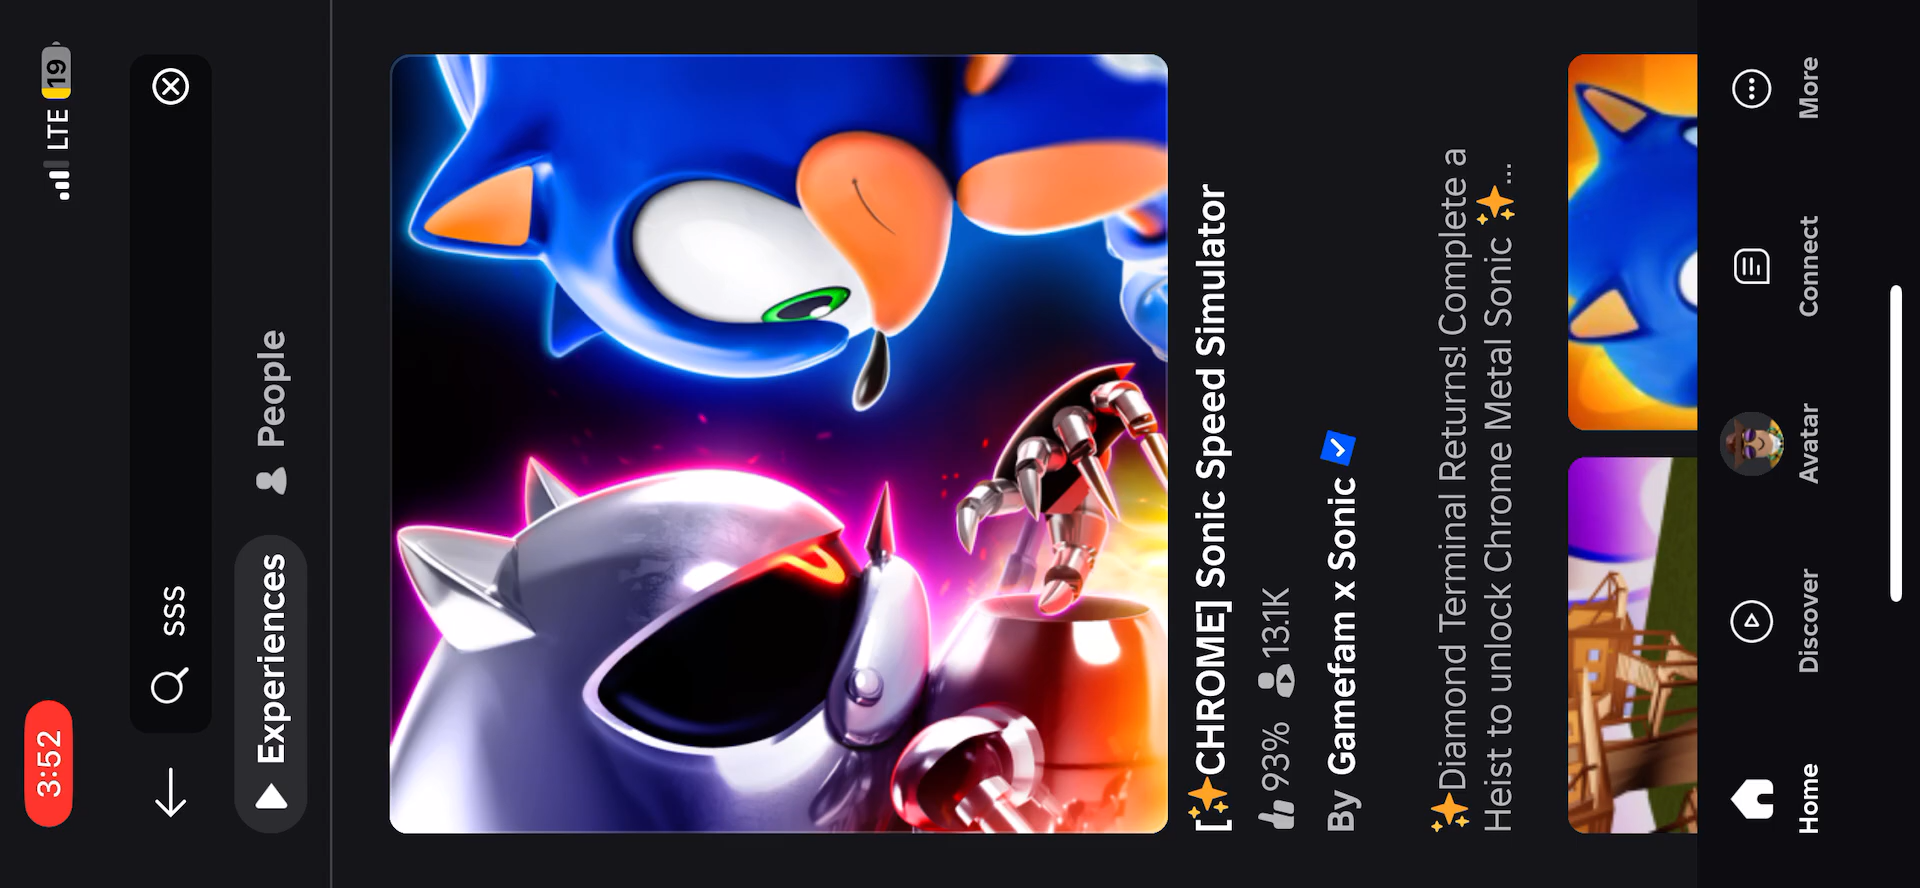 3:52
LTE 19
sss
Experiences
People
[✨CHROME] Sonic Speed Simulator
93% 13.1K
By Gamefam x Sonic
✨Diamond Terminal Returns! Complete a
Heist to unlock Chrome Metal Sonic ✨...
Home
Discover
Avatar
Connect
More